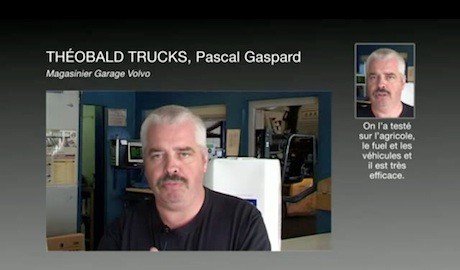 THÉOBALD TRUCKS, Pascal Gaspard
Magasinier Garage Volvo
On l'a testé
sur l'agricole,
le fuel et les
véhicules et
il est très
efficace.